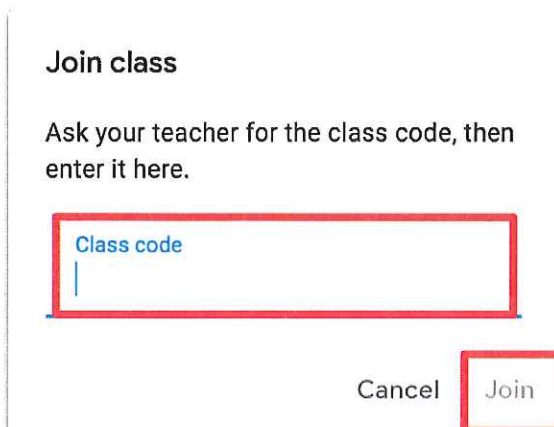 Join class
Ask your teacher for the class code, then
enter it here.
Class code
Cancel
Join